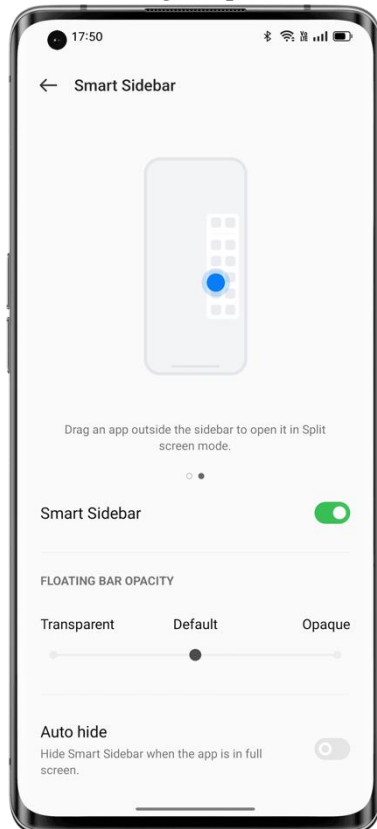 17:50
Smart Sidebar
Drag an app outside the sidebar to open it in Split
screen mode.
Smart Sidebar
FLOATING BAR OPACITY
Transparent Default Opaque
Auto hide
Hide Smart Sidebar when the app is in full
screen.